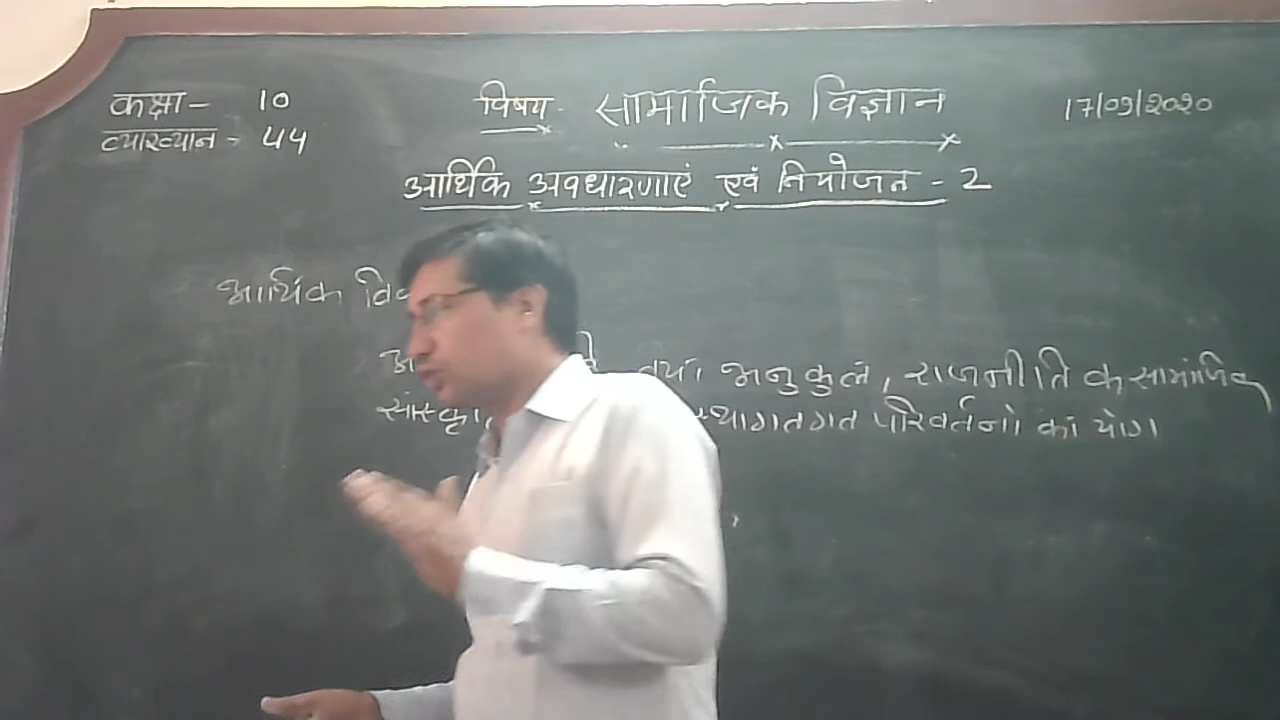 कक्षा - 10 विषय - सामाजिक विज्ञान 17/09/2020
व्याख्यान - 44
आर्थिक अवधारणाएं एवं नियोजन - 2
आर्थिक
तथा अनुकुल, राजनीतिक सामाजिक
परिवर्तनो का योग